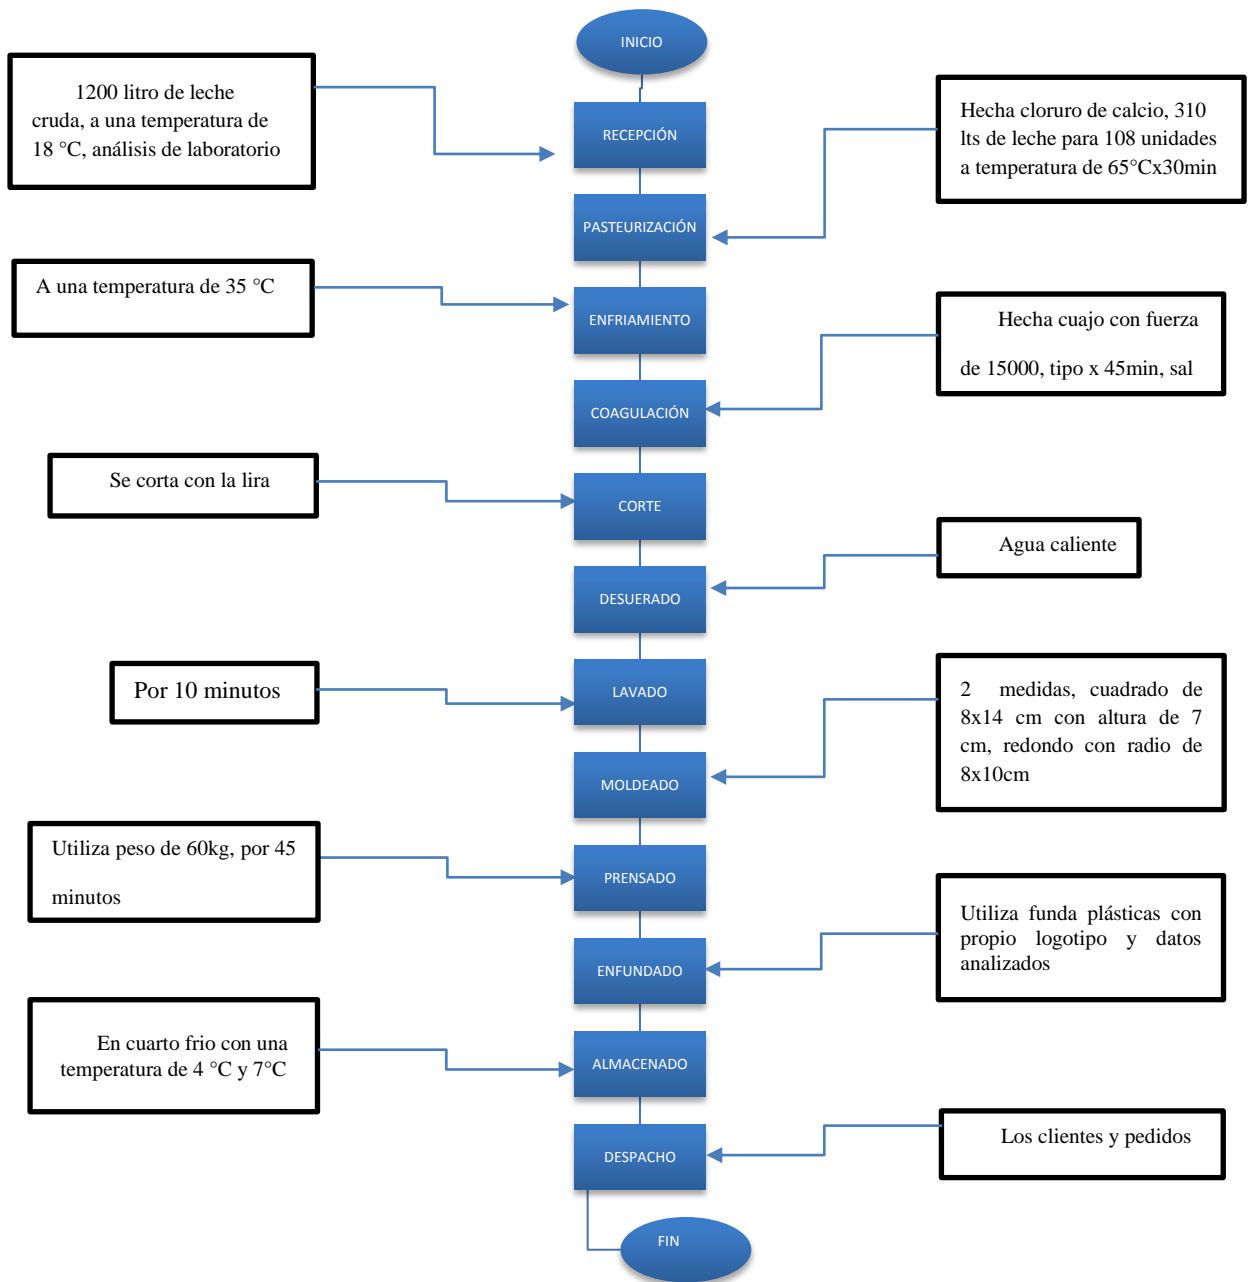 INICIO
1200 litro de leche
cruda, a una temperatura de
18 °C, análisis de laboratorio
RECEPCIÓN
Hecha cloruro de calcio, 310
lts de leche para 108 unidades
a temperatura de 65°Cx30min
PASTEURIZACIÓN
A una temperatura de 35 °C
ENFRIAMIENTO
Hecha cuajo con fuerza
de 15000, tipo x 45min, sal
COAGULACIÓN
Se corta con la lira
CORTE
Agua caliente
DESUERADO
Por 10 minutos
LAVADO
2 medidas, cuadrado de
8x14 cm con altura de 7
cm, redondo con radio de
8x10cm
MOLDEADO
Utiliza peso de 60kg, por 45
minutos
PRENSADO
Utiliza funda plásticas con
propio logotipo y datos
analizados
ENFUNDADO
En cuarto frio con una
temperatura de 4 °C y 7°C
ALMACENADO
Los clientes y pedidos
DESPACHO
FIN